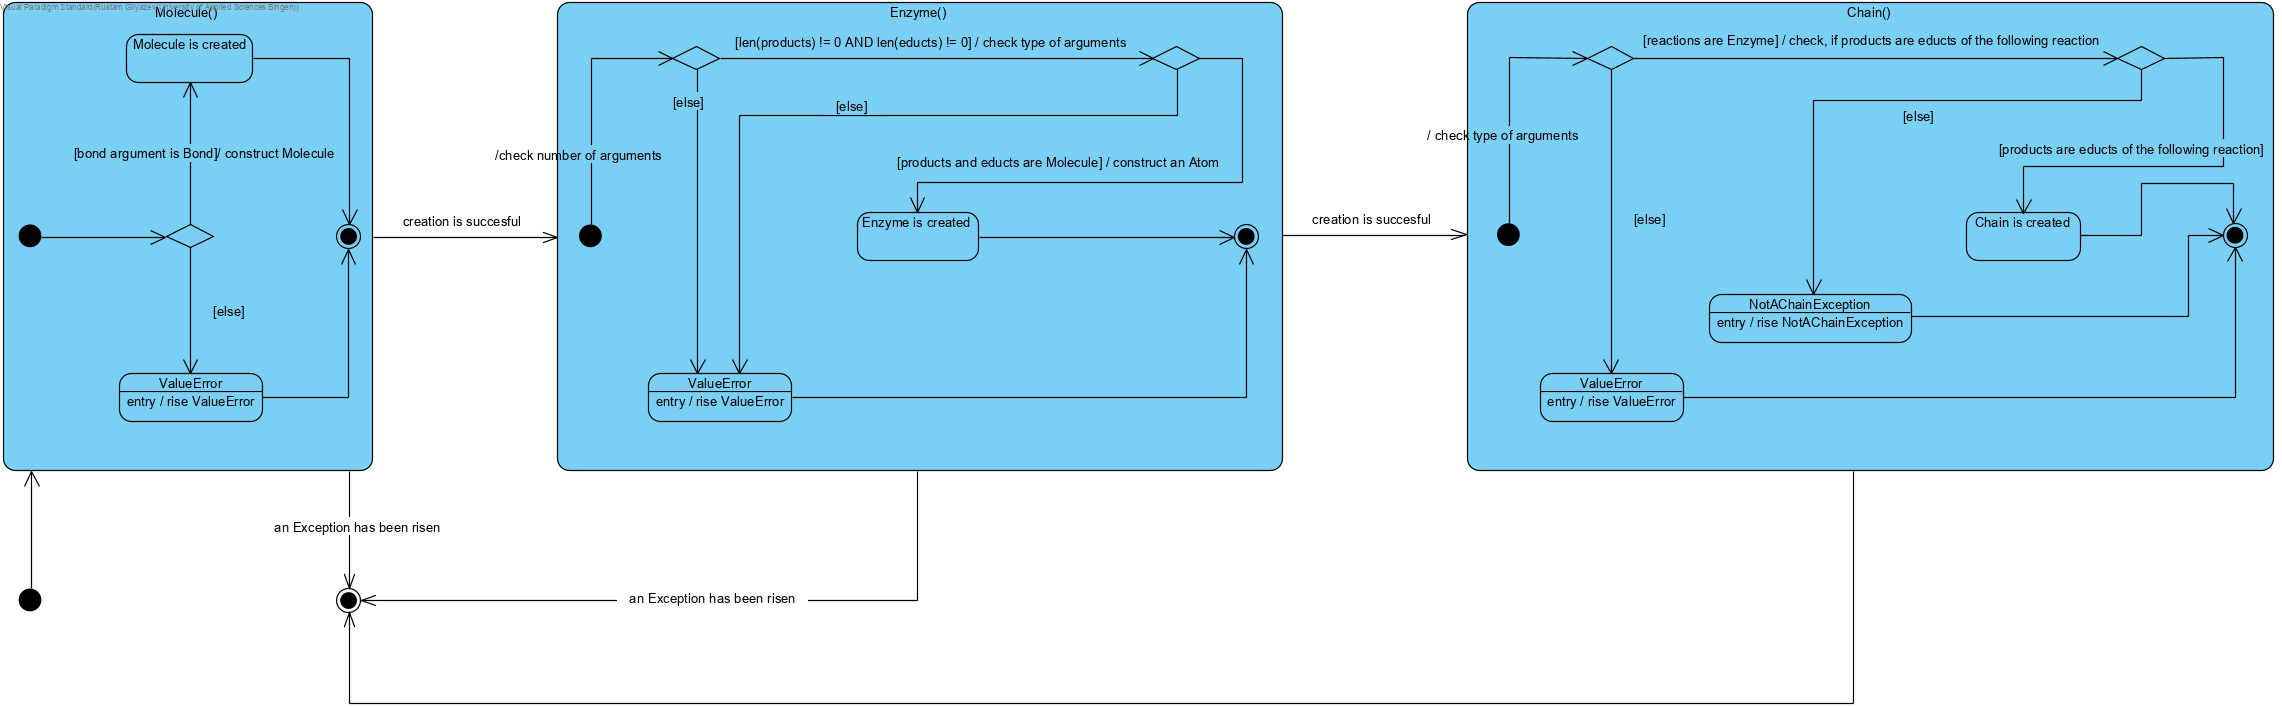 Visual Paradigm Standard(Rustam Gilyazev(University of Applied Sciences Bingen))
Molecule()
Molecule is created
[bond argument is Bond]/ construct Molecule
[else]
ValueError
entry / rise ValueError
creation is succesful
Enzyme()
[len(products) != 0 AND len(educts) != 0] / check type of arguments
[else]
[else]
/check number of arguments
[products and educts are Molecule] / construct an Atom
Enzyme is created
ValueError
entry / rise ValueError
creation is succesful
Chain()
[reactions are Enzyme] / check, if products are educts of the following reaction
[else]
/ check type of arguments
[products are educts of the following reaction]
[else]
Chain is created
NotAChainException
entry / rise NotAChainException
ValueError
entry / rise ValueError
an Exception has been risen
an Exception has been risen